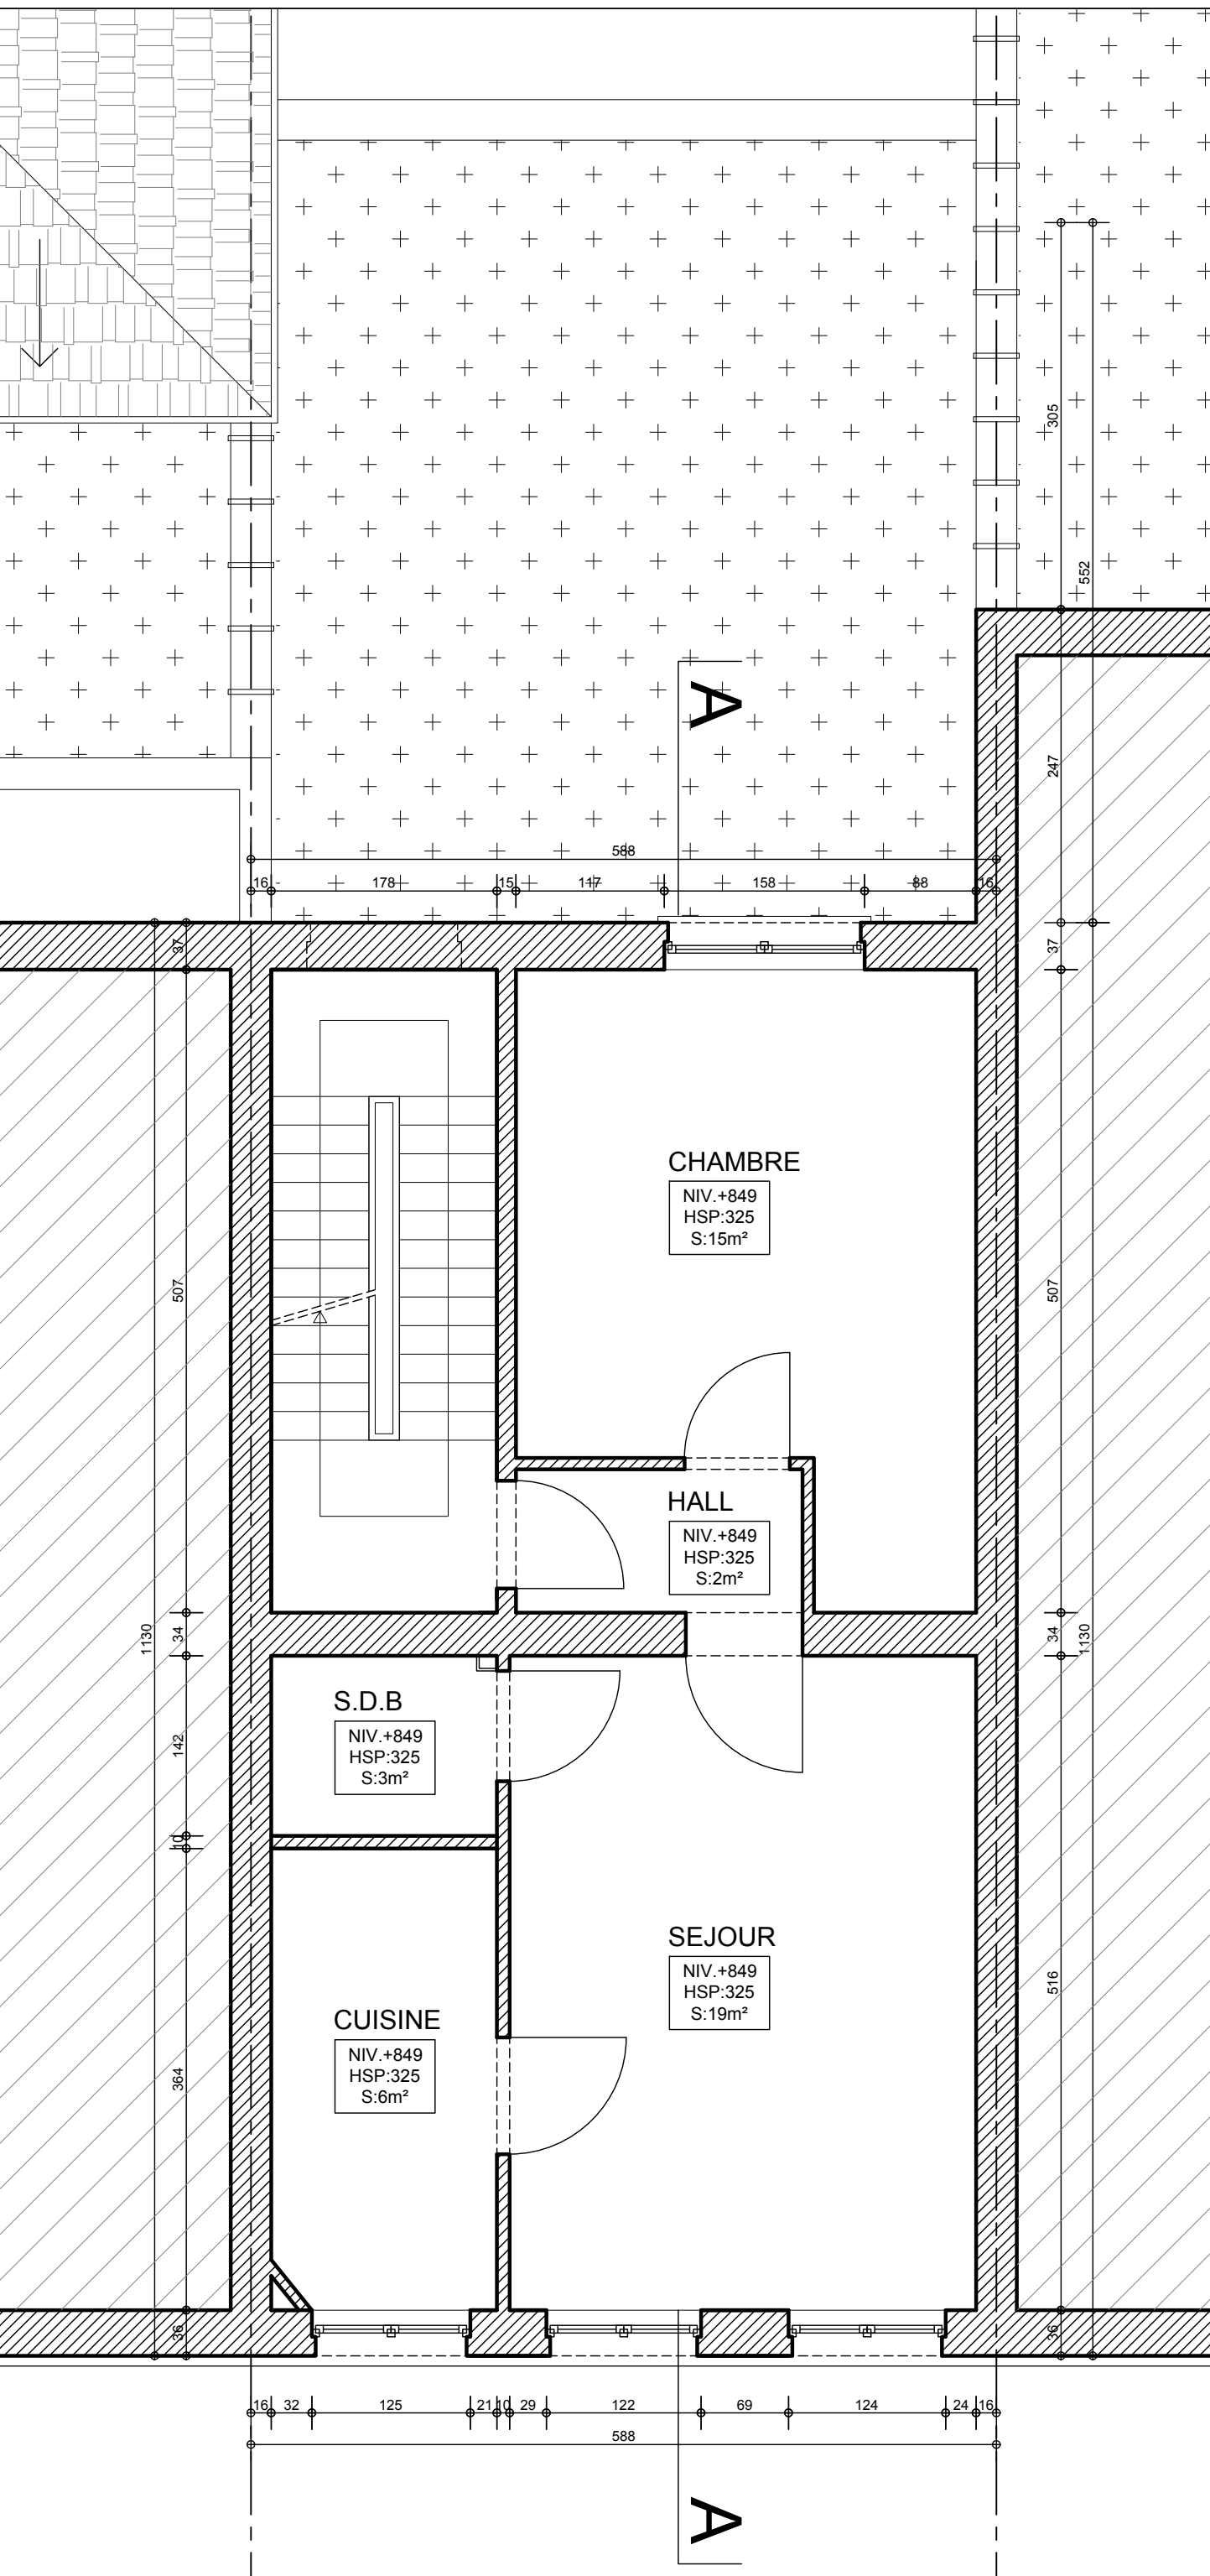 305
552
A
247
588
16 178 15 117 158 88 16
37
37
CHAMBRE
NIV.+849
HSP:325
S:15m²
507
507
HALL
NIV.+849
HSP:325
S:2m²
1130
34
34
1130
S.D.B
NIV.+849
HSP:325
S:3m²
142
10
SEJOUR
NIV.+849
HSP:325
S:19m²
516
CUISINE
NIV.+849
HSP:325
S:6m²
364
36
36
16 32 125 21 10 29 122 69 124 24 16
588
A